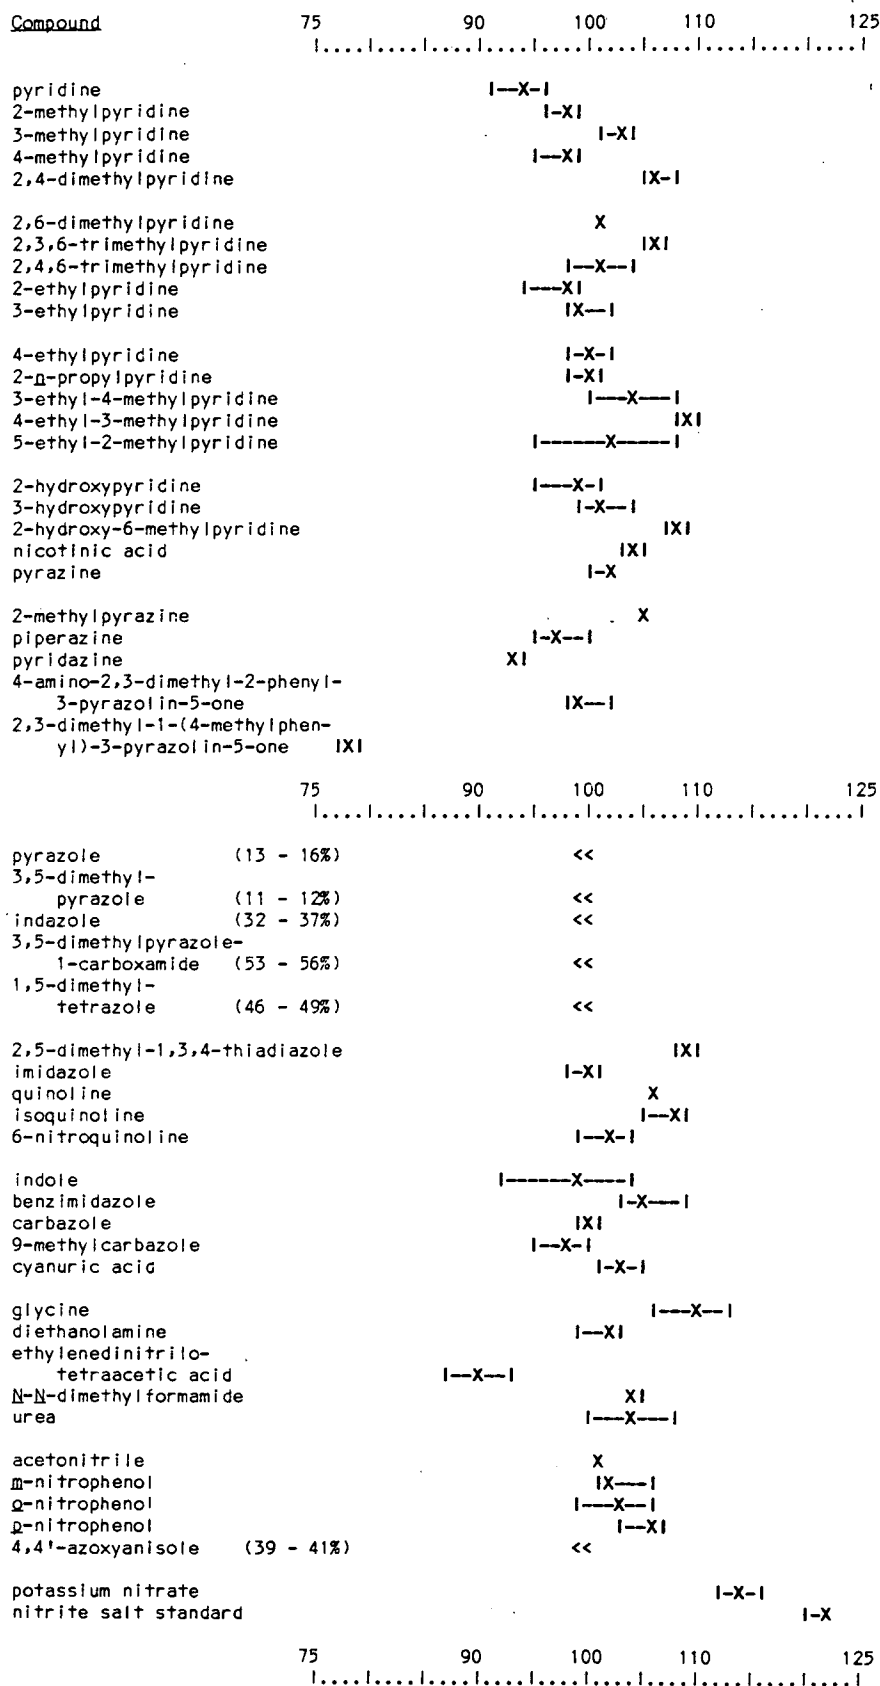 Compound 75 90 100 110 125
|....|....|....|....|....|....|....|....|....|....|
pyridine |--X-|
2-methylpyridine |-X|
3-methylpyridine |-X|
4-methylpyridine |--X|
2,4-dimethylpyridine |X-|
2,6-dimethylpyridine X
2,3,6-trimethylpyridine |X|
2,4,6-trimethylpyridine |--X--|
2-ethylpyridine |---X|
3-ethylpyridine |X--|
4-ethylpyridine |-X-|
2-n-propylpyridine |-X|
3-ethyl-4-methylpyridine |---X---|
4-ethyl-3-methylpyridine |X|
5-ethyl-2-methylpyridine |------X-----|
2-hydroxypyridine |---X-|
3-hydroxypyridine |-X--|
2-hydroxy-6-methylpyridine |X|
nicotinic acid |X|
pyrazine |-X
2-methylpyrazine X
piperazine |-X--|
pyridazine X|
4-amino-2,3-dimethyl-2-phenyl-
3-pyrazolin-5-one |X--|
2,3-dimethyl-1-(4-methylphen-
yl)-3-pyrazolin-5-one |X|
75 90 100 110 125
|....|....|....|....|....|....|....|....|....|....|
pyrazole (13 - 16%) <<
3,5-dimethyl-
pyrazole (11 - 12%) <<
indazole (32 - 37%) <<
3,5-dimethylpyrazole-
1-carboxamide (53 - 56%) <<
1,5-dimethyl-
tetrazole (46 - 49%) <<
2,5-dimethyl-1,3,4-thiadiazole |X|
imidazole |-X|
quinoline X
isoquinoline |--X|
6-nitroquinoline |--X-|
indole |------X----|
benzimidazole |-X---|
carbazole |X|
9-methylcarbazole |--X-|
cyanuric acid |-X-|
glycine |---X--|
diethanolamine |--X|
ethylenedinitrilo-
tetraacetic acid |--X--|
N-N-dimethylformamide X|
urea |---X---|
acetonitrile X
m-nitrophenol |X---|
o-nitrophenol |---X--|
p-nitrophenol |--X|
4,4'-azoxyanisole (39 - 41%) <<
potassium nitrate |-X-|
nitrite salt standard |-X
75 90 100 110 125
|....|....|....|....|....|....|....|....|....|....|